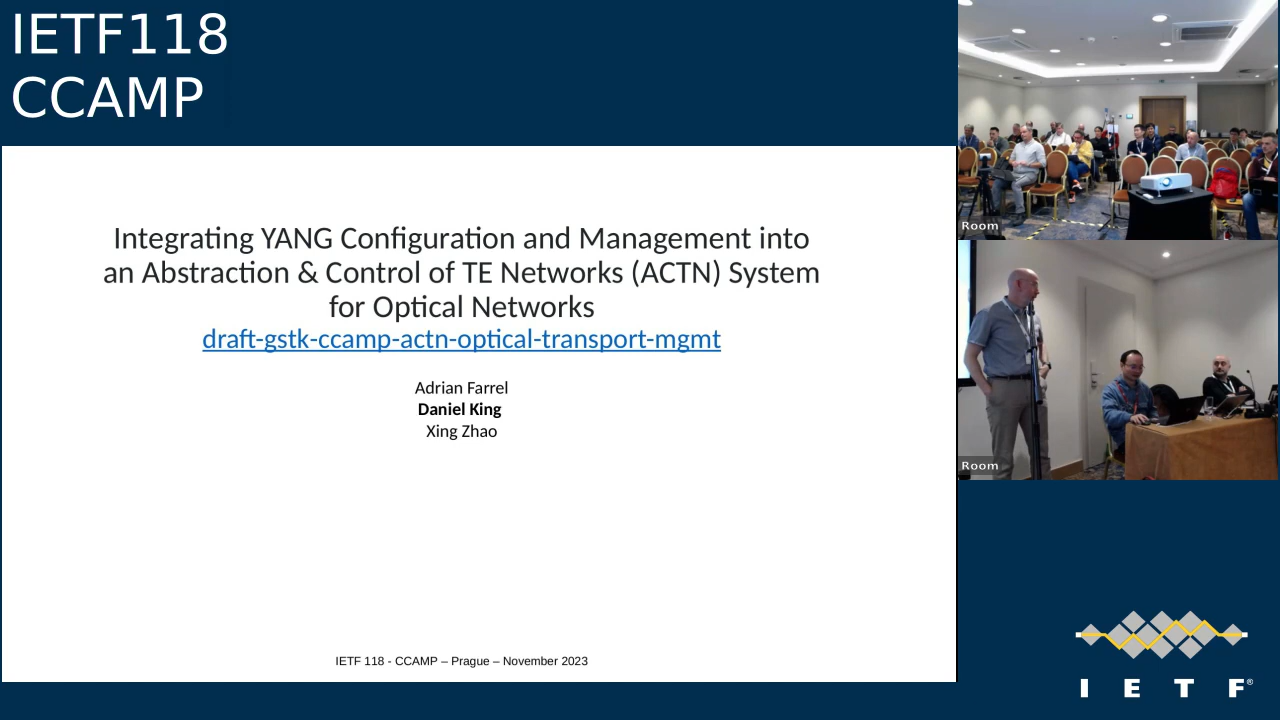 IETF118
CCAMP
Integrating YANG Configuration and Management into
an Abstraction & Control of TE Networks (ACTN) System
for Optical Networks
draft-gstk-ccamp-actn-optical-transport-mgmt
Adrian Farrel
Daniel King
Xing Zhao
IETF 118 - CCAMP – Prague – November 2023
Room
Room
I E T F®